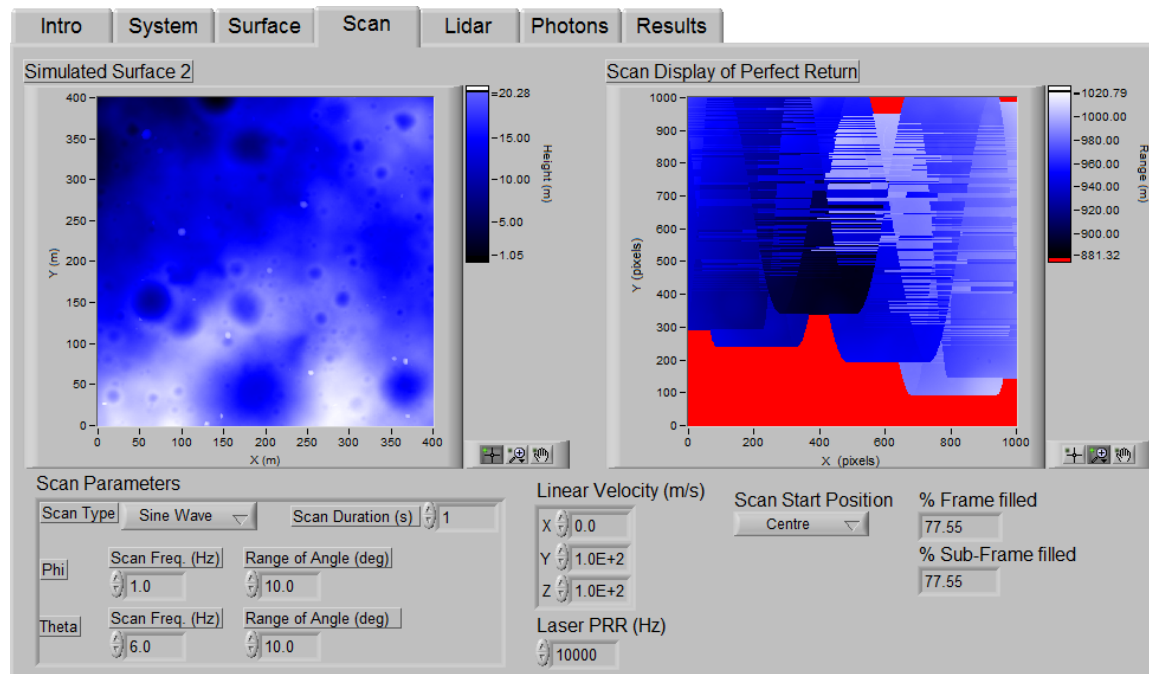 Intro System Surface Scan Lidar Photons Results
Simulated Surface 2
400
350
300
250
200
150
100
50
0
Y (m)
0 50 100 150 200 250 300 350 400
X (m)
20.28
15.00
10.00
5.00
-1.05
Height (m)
Scan Display of Perfect Return
1000
900
800
700
600
500
400
300
200
100
0
Y (pixels)
0 200 400 600 800 1000
X (pixels)
1020.79
1000.00
980.00
960.00
940.00
920.00
900.00
881.32
Range (m)
Scan Parameters
Scan Type Sine Wave Scan Duration (s) 1
Phi
Scan Freq. (Hz) Range of Angle (deg)
1.0 10.0
Theta
Scan Freq. (Hz) Range of Angle (deg)
6.0 10.0
Linear Velocity (m/s)
X 0.0
Y 1.0E+2
Z 1.0E+2
Laser PRR (Hz)
10000
Scan Start Position
Centre
% Frame filled
77.55
% Sub-Frame filled
77.55